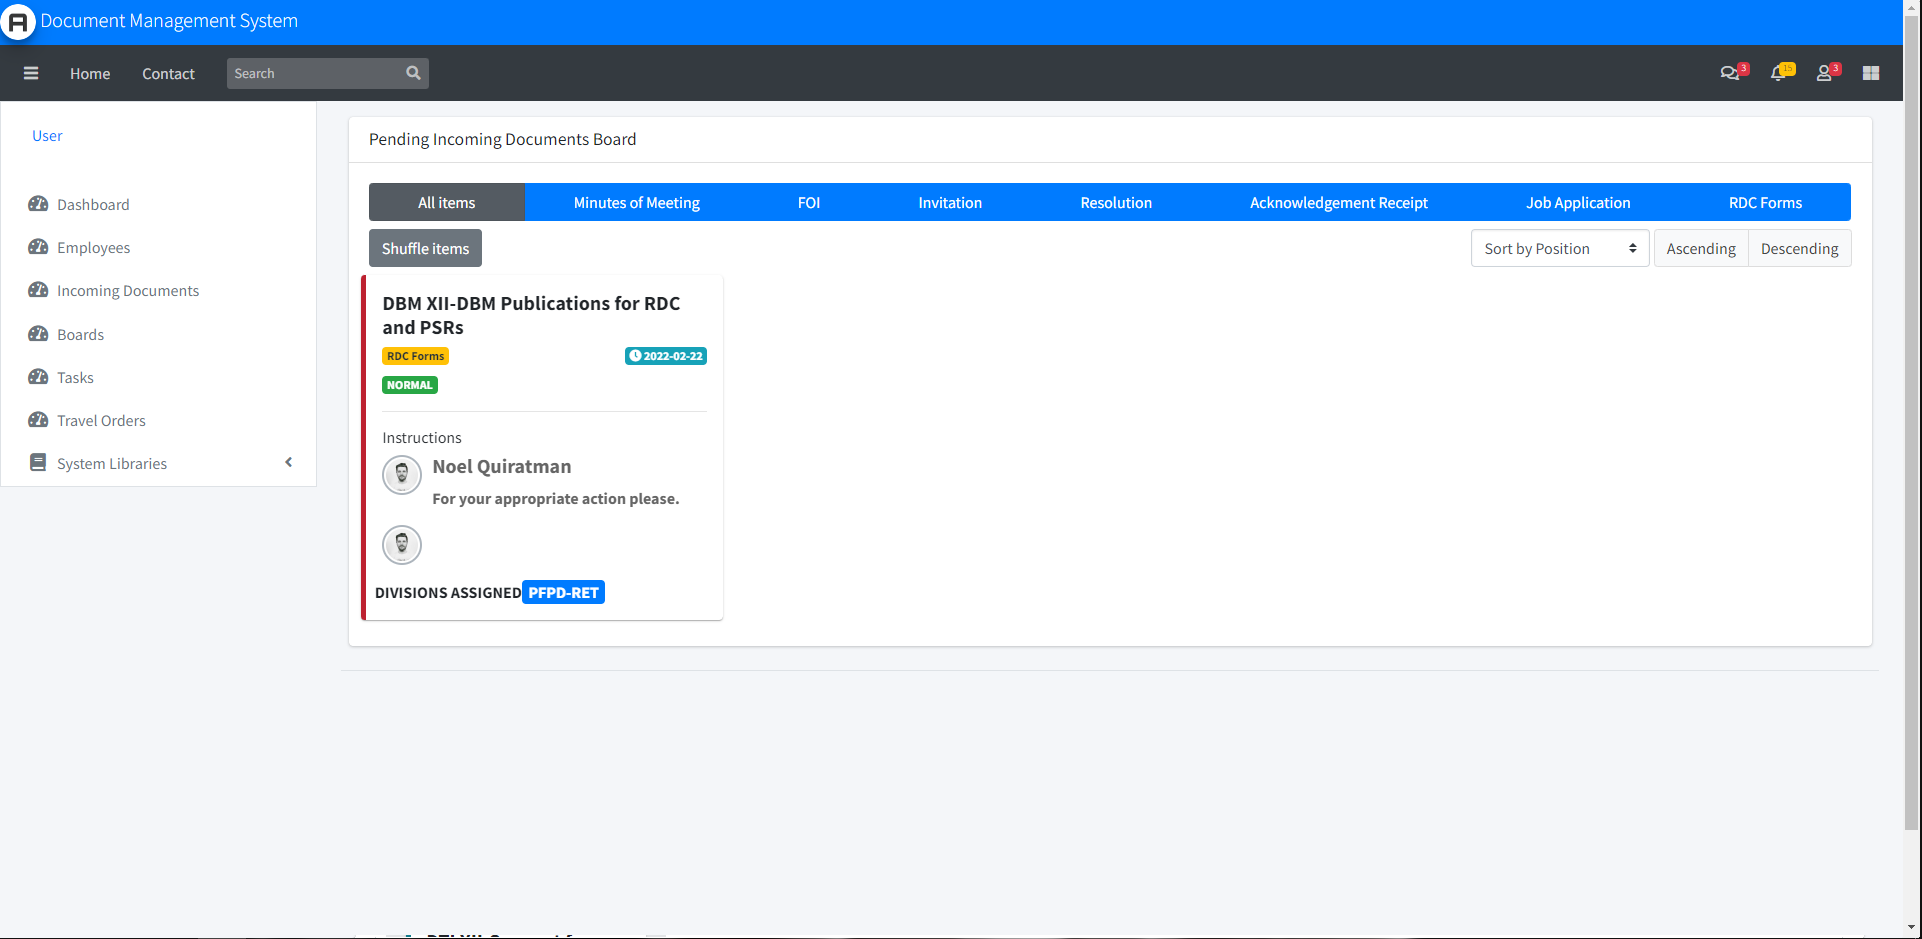 Document Management System
Home Contact Search 3 15 3
User
Dashboard
Employees
Incoming Documents
Boards
Tasks
Travel Orders
System Libraries
Pending Incoming Documents Board
All items Minutes of Meeting FOI Invitation Resolution Acknowledgement Receipt Job Application RDC Forms
Shuffle items Sort by Position Ascending Descending
DBM XII-DBM Publications for RDC
and PSRs
RDC Forms 2022-02-22
NORMAL
Instructions
Noel Quiratman
For your appropriate action please.
DIVISIONS ASSIGNED PFPD-RET